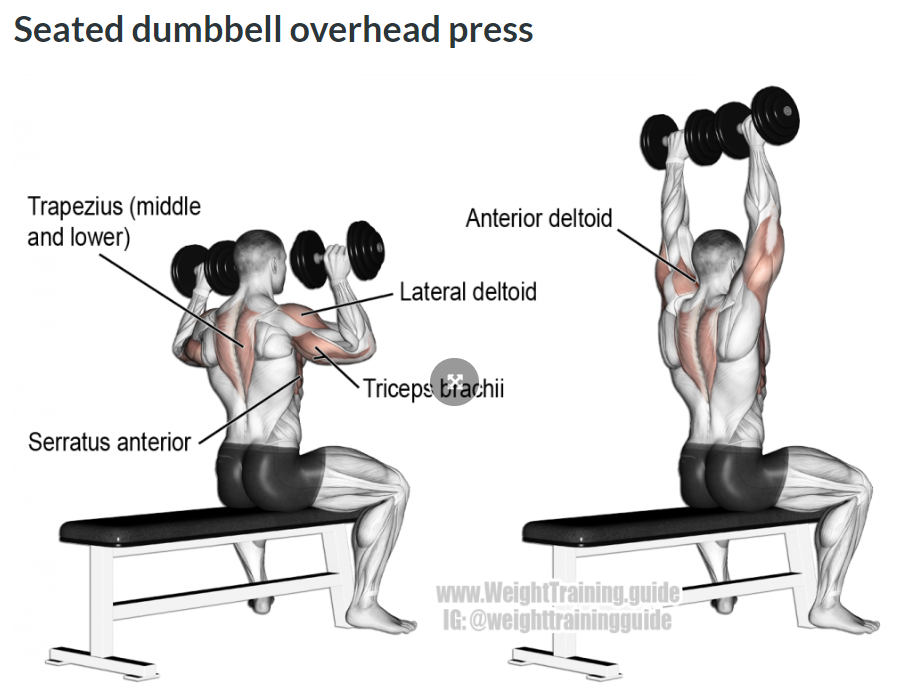 Seated dumbbell overhead press
Trapezius (middle
and lower)
Anterior deltoid
Lateral deltoid
Triceps brachii
Serratus anterior
www.WeightTraining.guide
IG: @weighttrainingguide